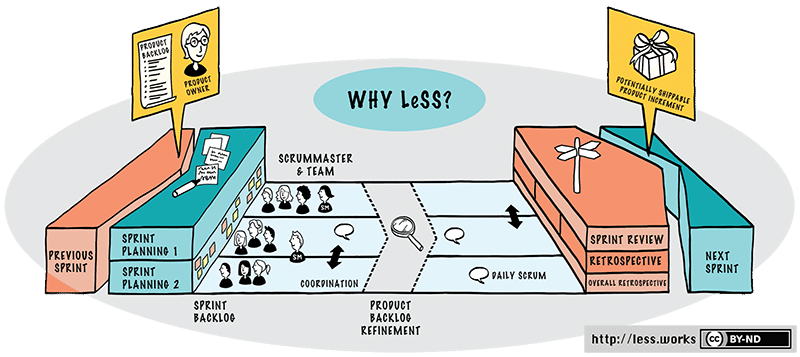 WHY LeSS?
PRODUCT
BACKLOG
PRODUCT
OWNER
POTENTIALLY SHIPPABLE
PRODUCT INCREMENT
SCRUMMASTER
& TEAM
SM
SM
PREVIOUS
SPRINT
SPRINT
PLANNING 1
SPRINT
PLANNING 2
SPRINT
BACKLOG
COORDINATION
PRODUCT
BACKLOG
REFINEMENT
DAILY SCRUM
SPRINT REVIEW
RETROSPECTIVE
OVERALL RETROSPECTIVE
NEXT
SPRINT
http://less.works
cc BY-ND